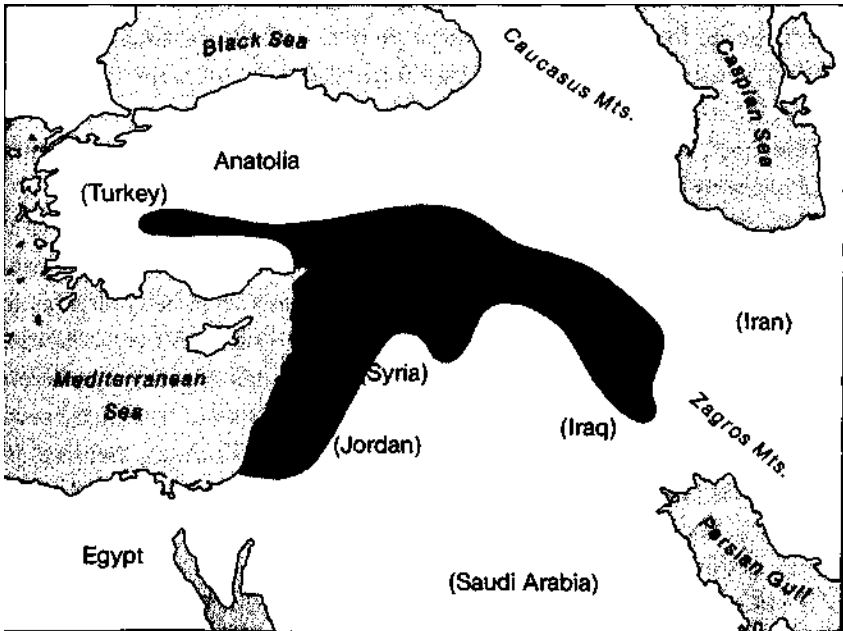 Black Sea
Caucasus Mts.
Caspian Sea
Anatolia
(Turkey)
(Iran)
Mediterranean
Sea
(Syria)
(Jordan)
(Iraq)
Zagros Mts.
Egypt
(Saudi Arabia)
Persian Gulf